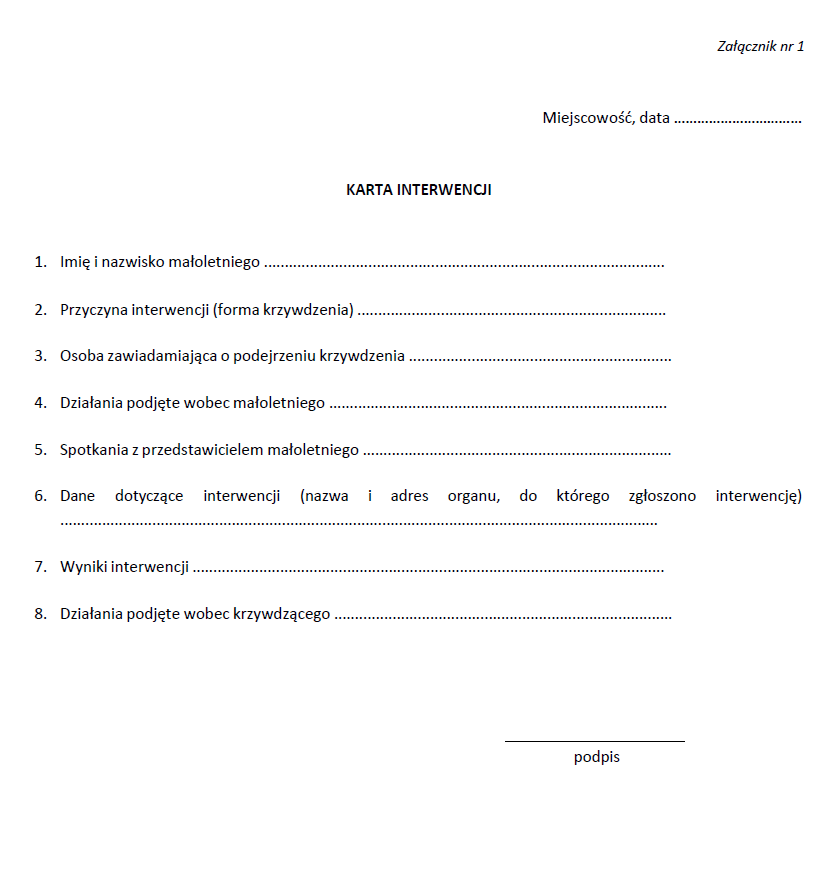 Załącznik nr 1
Miejscowość, data ……………………………
KARTA INTERWENCJI
1. Imię i nazwisko małoletniego ................................................................................................
2. Przyczyna interwencji (forma krzywdzenia) ..........................................................................
3. Osoba zawiadamiająca o podejrzeniu krzywdzenia ...............................................................
4. Działania podjęte wobec małoletniego .................................................................................
5. Spotkania z przedstawicielem małoletniego ..........................................................................
6. Dane dotyczące interwencji (nazwa i adres organu, do którego zgłoszono interwencję)
...............................................................................................................................................
7. Wyniki interwencji .................................................................................................................
8. Działania podjęte wobec krzywdzącego .................................................................................
_____________________
podpis